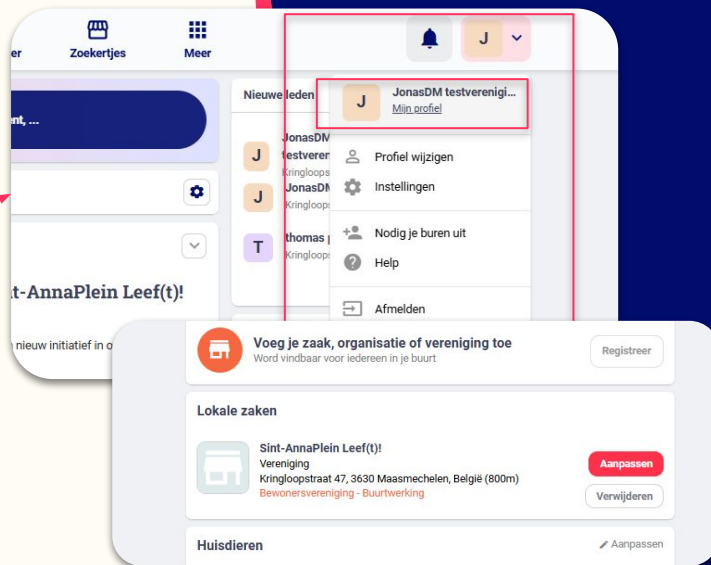 er
Zoekertjes
Meer
J
nt, ...
Nieuwe leden
J
JonasDM testverenigi...
Mijn profiel
J
JonasDM
testveren
Kringloops
J
JonasDM
Kringloops
T
thomas p
Kringloops
Profiel wijzigen
Instellingen
Nodig je buren uit
Help
Afmelden
t-AnnaPlein Leef(t)!
nieuw initiatief in o
Voeg je zaak, organisatie of vereniging toe
Word vindbaar voor iedereen in je buurt
Registreer
Lokale zaken
Sint-AnnaPlein Leef(t)!
Vereniging
Kringloopstraat 47, 3630 Maasmechelen, België (800m)
Bewonersvereniging - Buurtwerking
Aanpassen
Verwijderen
Huisdieren
Aanpassen